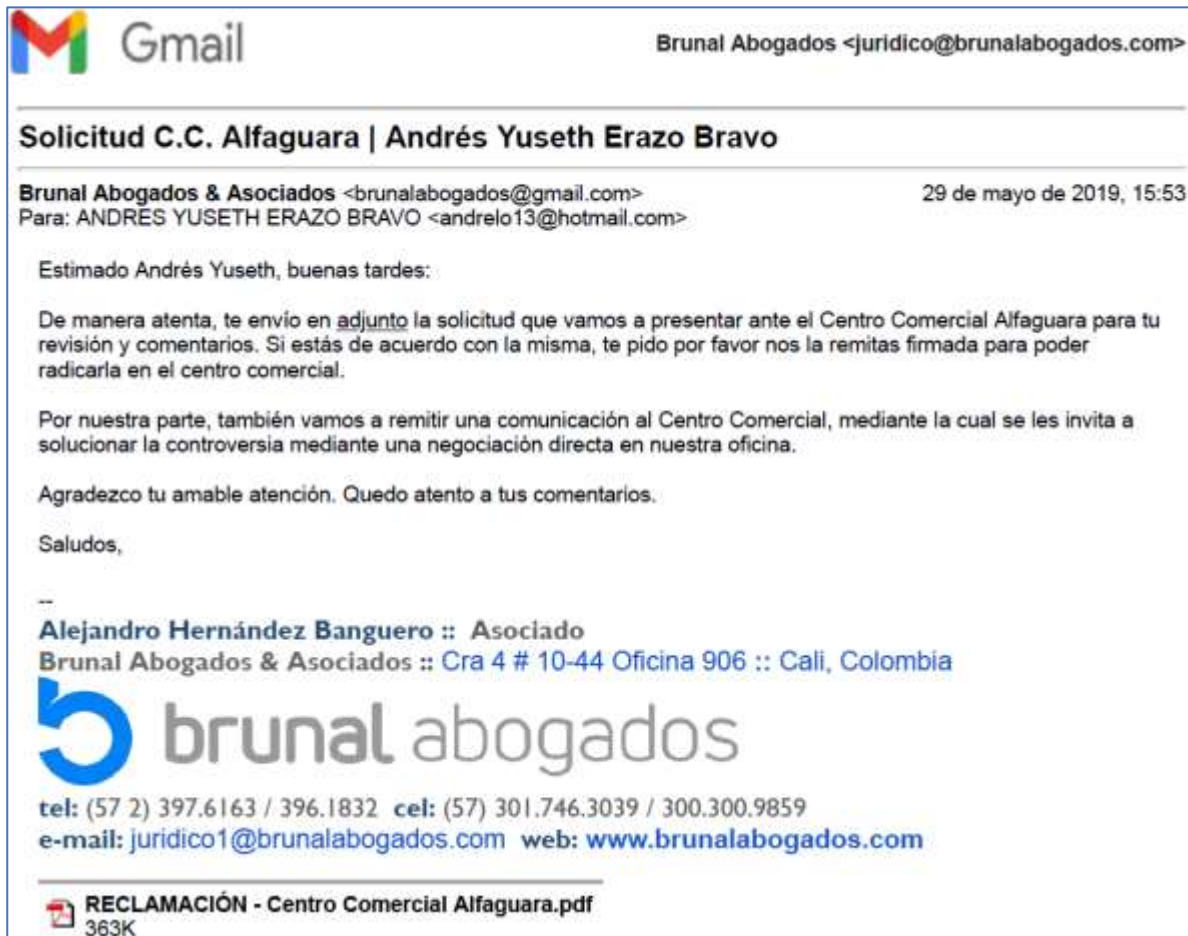 Gmail
Brunal Abogados <juridico@brunalabogados.com>
Solicitud C.C. Alfaguara | Andrés Yuseth Erazo Bravo
Brunal Abogados & Asociados <brunalabogados@gmail.com> 29 de mayo de 2019, 15:53
Para: ANDRES YUSETH ERAZO BRAVO <andrelo13@hotmail.com>
Estimado Andrés Yuseth, buenas tardes:
De manera atenta, te envío en adjunto la solicitud que vamos a presentar ante el Centro Comercial Alfaguara para tu
revisión y comentarios. Si estás de acuerdo con la misma, te pido por favor nos la remitas firmada para poder
radicarla en el centro comercial.
Por nuestra parte, también vamos a remitir una comunicación al Centro Comercial, mediante la cual se les invita a
solucionar la controversia mediante una negociación directa en nuestra oficina.
Agradezco tu amable atención. Quedo atento a tus comentarios.
Saludos,
--
Alejandro Hernández Banguero :: Asociado
Brunal Abogados & Asociados :: Cra 4 # 10-44 Oficina 906 :: Cali, Colombia
brunal abogados
tel: (57 2) 397.6163 / 396.1832 cel: (57) 301.746.3039 / 300.300.9859
e-mail: juridico1@brunalabogados.com web: www.brunalabogados.com
RECLAMACIÓN - Centro Comercial Alfaguara.pdf
363K